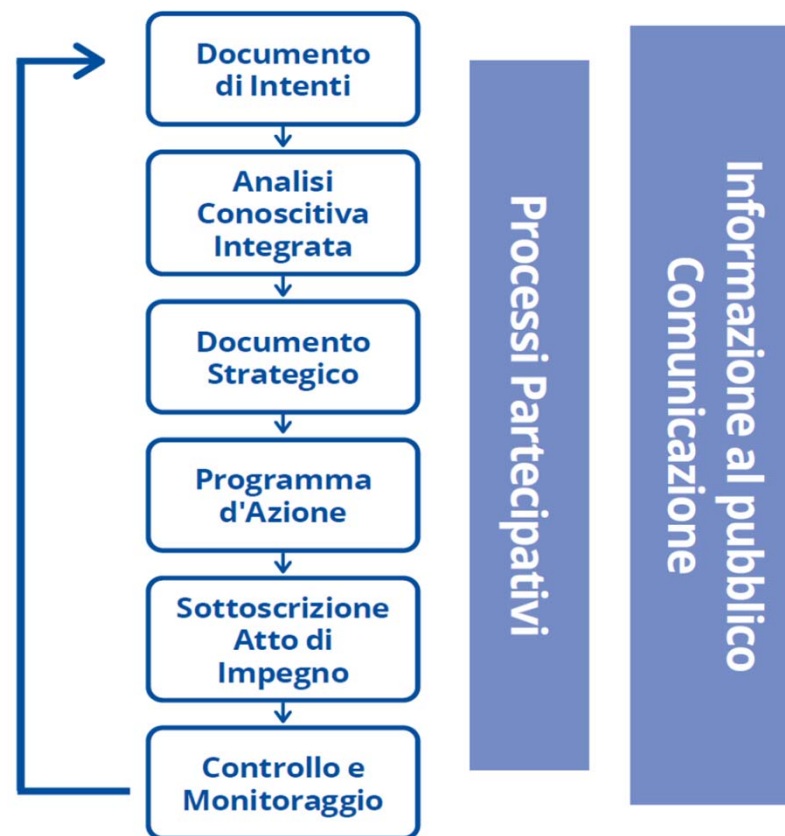 Documento
di Intenti
Analisi
Conoscitiva
Integrata
Documento
Strategico
Programma
d'Azione
Sottoscrizione
Atto di
Impegno
Controllo e
Monitoraggio
Processi Partecipativi
Informazione al pubblico
Comunicazione